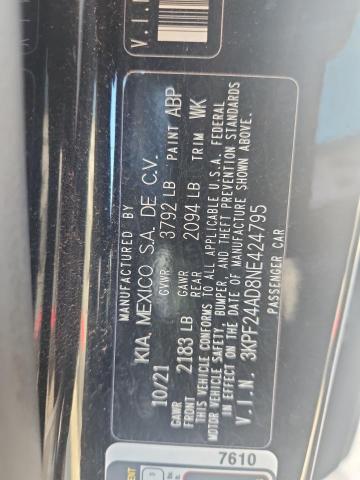 V.I.N
MANUFACTURED BY
KIA MEXICO S.A. DE C.V.
10/21 GVWR 3792 LB PAINT ABP
GAWR FRONT 2183 LB GAWR REAR 2094 LB TRIM WK
THIS VEHICLE CONFORMS TO ALL APPLICABLE U.S.A. FEDERAL
MOTOR VEHICLE SAFETY, BUMPER, AND THEFT PREVENTION STANDARDS
IN EFFECT ON THE DATE OF MANUFACTURE SHOWN ABOVE.
V.I.N. 3KPF24AD8NE424795
PASSENGER CAR
7610